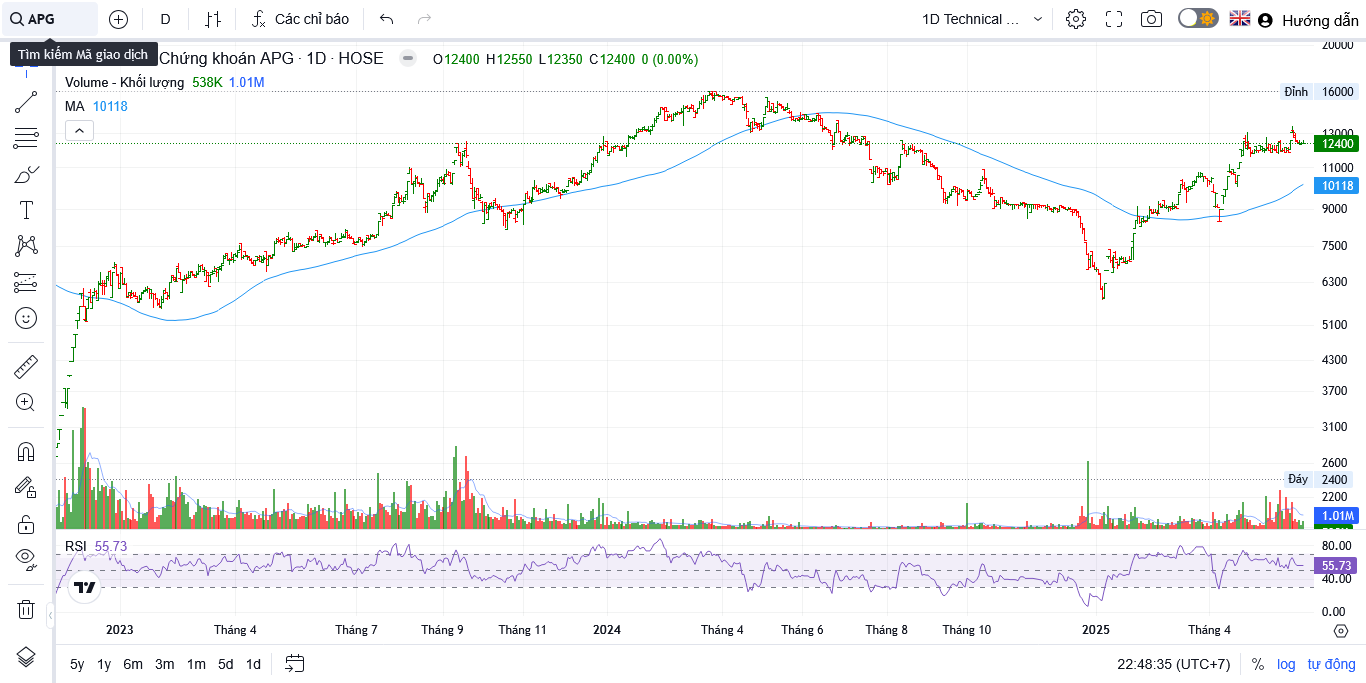 APG
D
Các chỉ báo
1D Technical ...
Hướng dẫn
Tìm kiếm Mã giao dịch
Chứng khoán APG · 1D · HOSE
O12400 H12550 L12350 C12400 0 (0.00%)
Volume - Khối lượng 538K 1.01M
MA 10118
20000
Đỉnh 16000
13000
12400
11000
10118
9000
7500
6300
5100
4300
3700
3100
2600
Đáy 2400
2200
1.01M
RSI 55.73
80.00
55.73
40.00
0.00
2023 Tháng 4 Tháng 7 Tháng 9 Tháng 11 2024 Tháng 4 Tháng 6 Tháng 8 Tháng 10 2025 Tháng 4
5y 1y 6m 3m 1m 5d 1d
22:48:35 (UTC+7) % log tự động